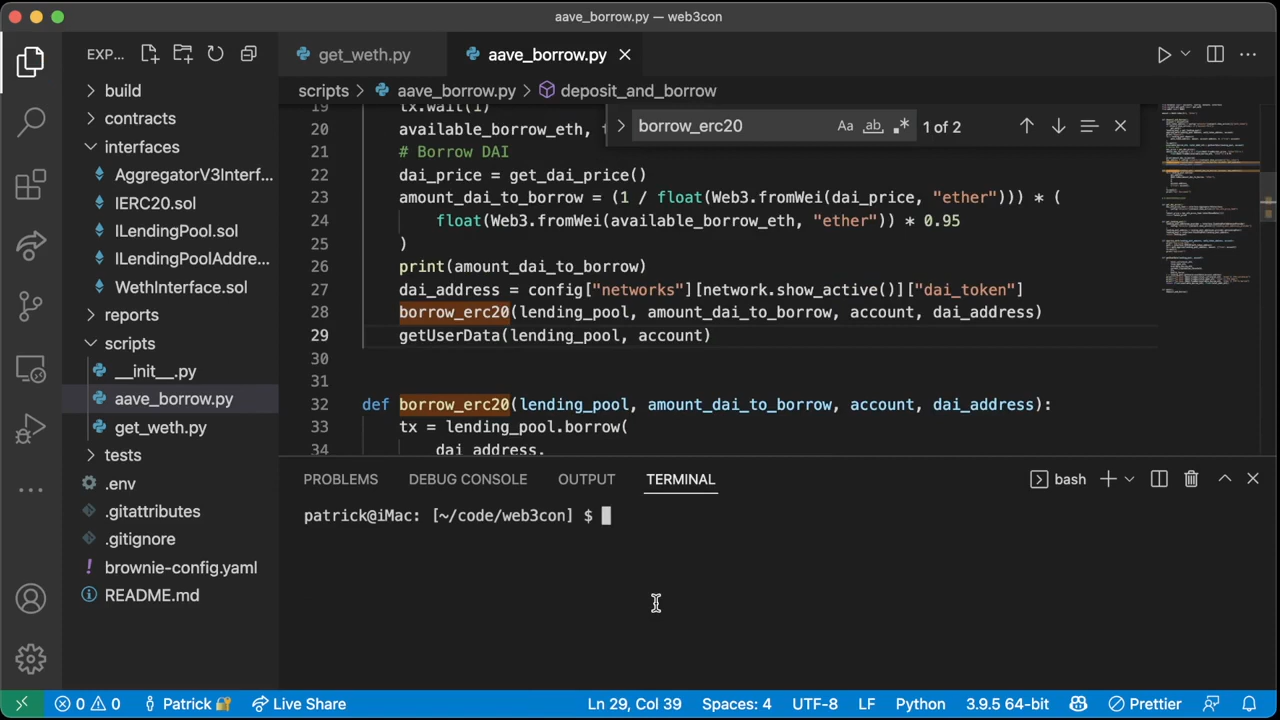 aave_borrow.py — web3con
EXP...
get_weth.py
aave_borrow.py
build
contracts
interfaces
AggregatorV3Interf...
IERC20.sol
ILendingPool.sol
ILendingPoolAddre...
WethInterface.sol
reports
scripts
__init__.py
aave_borrow.py
get_weth.py
tests
.env
.gitattributes
.gitignore
brownie-config.yaml
README.md
scripts > aave_borrow.py > deposit_and_borrow
borrow_erc20 Aa ab .* 1 of 2
19 tx.wait(1)
20 available_borrow_eth,
21 # Borrow DAI
22 dai_price = get_dai_price()
23 amount_dai_to_borrow = (1 / float(Web3.fromWei(dai_price, "ether"))) * (
24 float(Web3.fromWei(available_borrow_eth, "ether")) * 0.95
25 )
26 print(amount_dai_to_borrow)
27 dai_address = config["networks"][network.show_active()]["dai_token"]
28 borrow_erc20(lending_pool, amount_dai_to_borrow, account, dai_address)
29 getUserData(lending_pool, account)
30
31
32 def borrow_erc20(lending_pool, amount_dai_to_borrow, account, dai_address):
33 tx = lending_pool.borrow(
34 dai_address,
PROBLEMS DEBUG CONSOLE OUTPUT TERMINAL bash
patrick@iMac: [~/code/web3con] $
0 0 Patrick Live Share Ln 29, Col 39 Spaces: 4 UTF-8 LF Python 3.9.5 64-bit Prettier